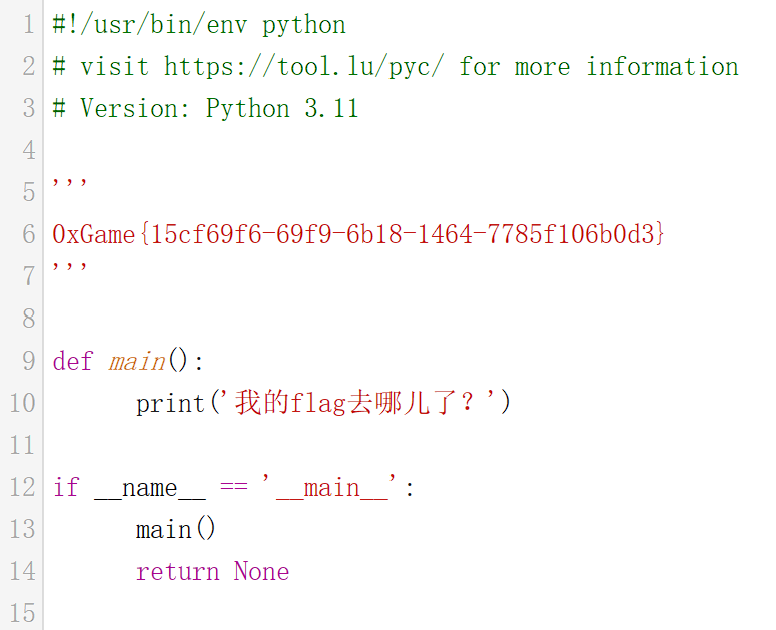 1 #!/usr/bin/env python
2 # visit https://tool.lu/pyc/ for more information
3 # Version: Python 3.11
4
5 '''
6 0xGame{15cf69f6-69f9-6b18-1464-7785f106b0d3}
7 '''
8
9 def main():
10 print('我的flag去哪儿了？')
11
12 if __name__ == '__main__':
13 main()
14 return None
15